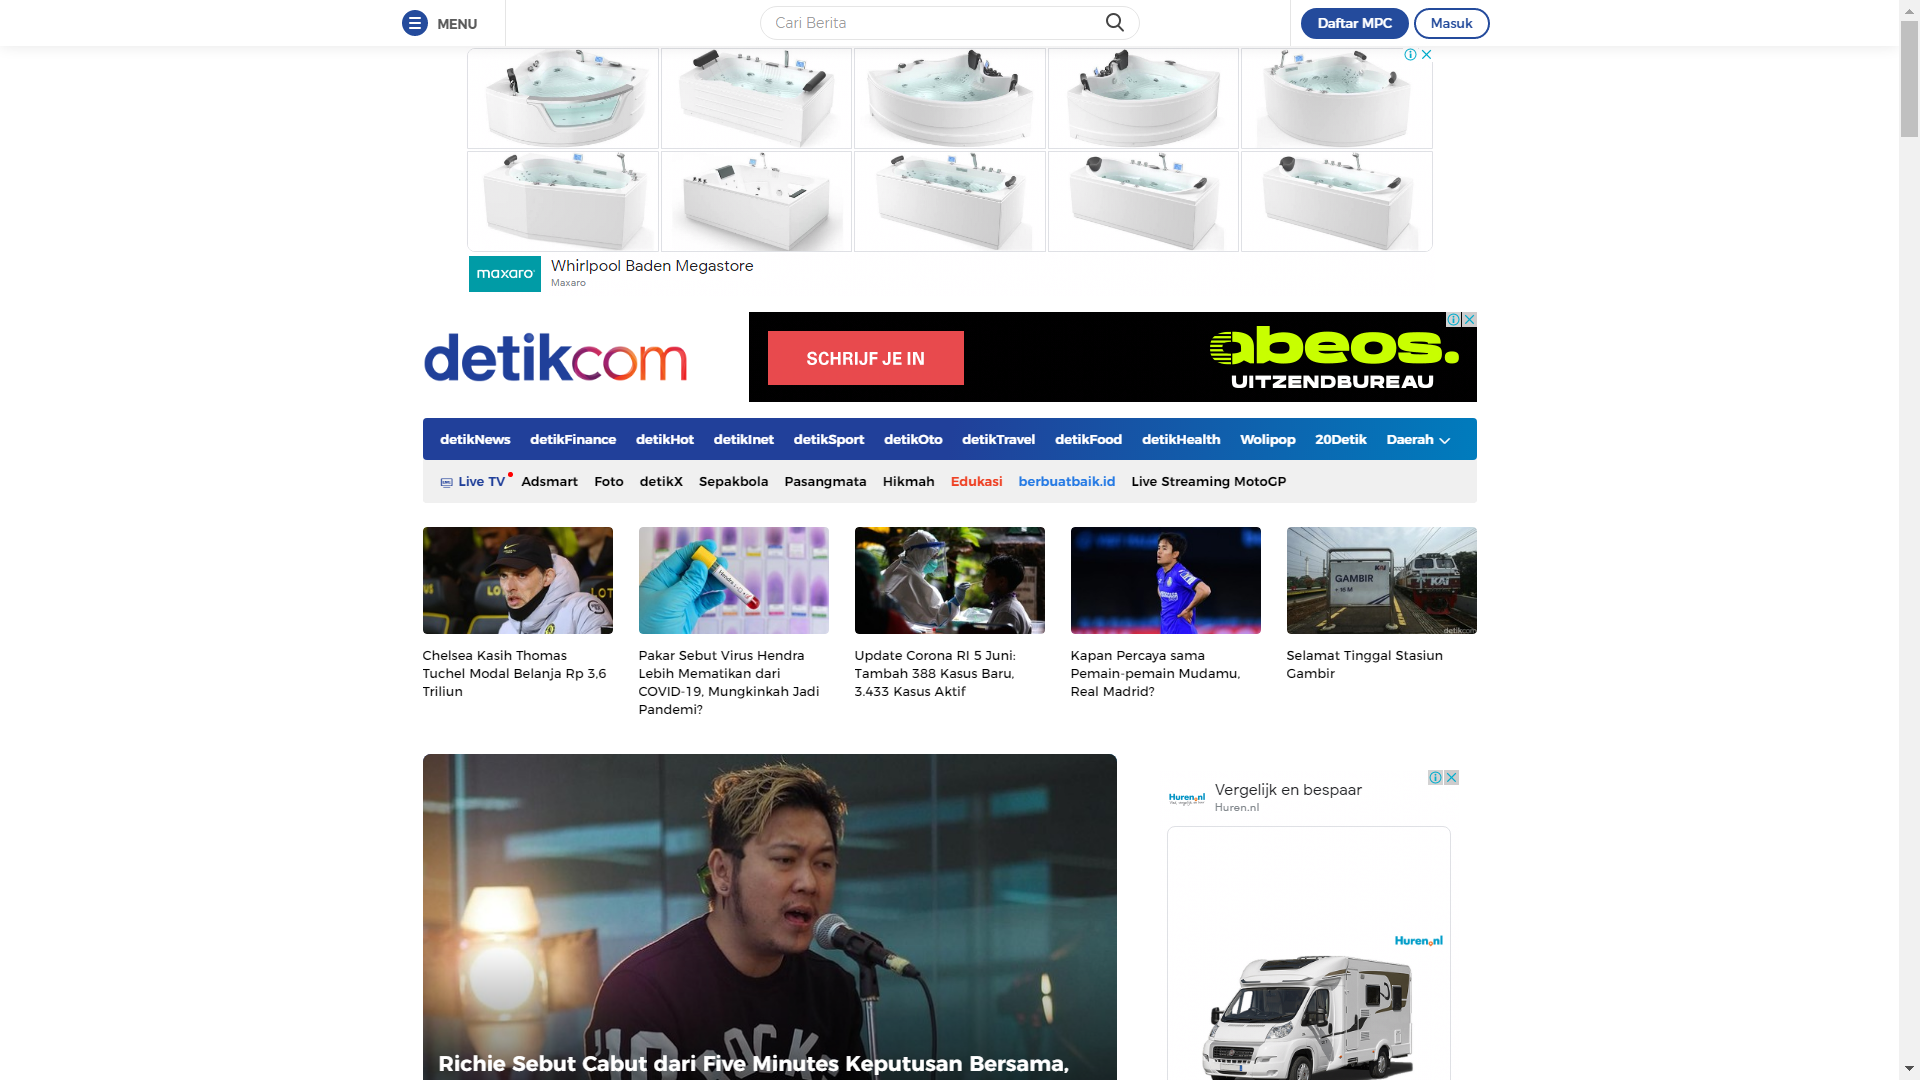 MENU
Cari Berita
Daftar MPC
Masuk
maxaro
Whirlpool Baden Megastore
Maxaro
detikcom
SCHRIJF JE IN
abeos.
UITZENDBUREAU
detikNews detikFinance detikHot detikInet detikSport detikOto detikTravel detikFood detikHealth Wolipop 20Detik Daerah
Live TV Adsmart Foto detikX Sepakbola Pasangmata Hikmah Edukasi berbuatbaik.id Live Streaming MotoGP
GAMBIR
KAI
detikcom
Chelsea Kasih Thomas
Tuchel Modal Belanja Rp 3,6
Triliun
Pakar Sebut Virus Hendra
Lebih Mematikan dari
COVID-19, Mungkinkah Jadi
Pandemi?
Update Corona RI 5 Juni:
Tambah 388 Kasus Baru,
3.433 Kasus Aktif
Kapan Percaya sama
Pemain-pemain Mudamu,
Real Madrid?
Selamat Tinggal Stasiun
Gambir
Richie Sebut Cabut dari Five Minutes Keputusan Bersama,
Huren.nl
Vergelijk en bespaar
Huren.nl
Huren.nl